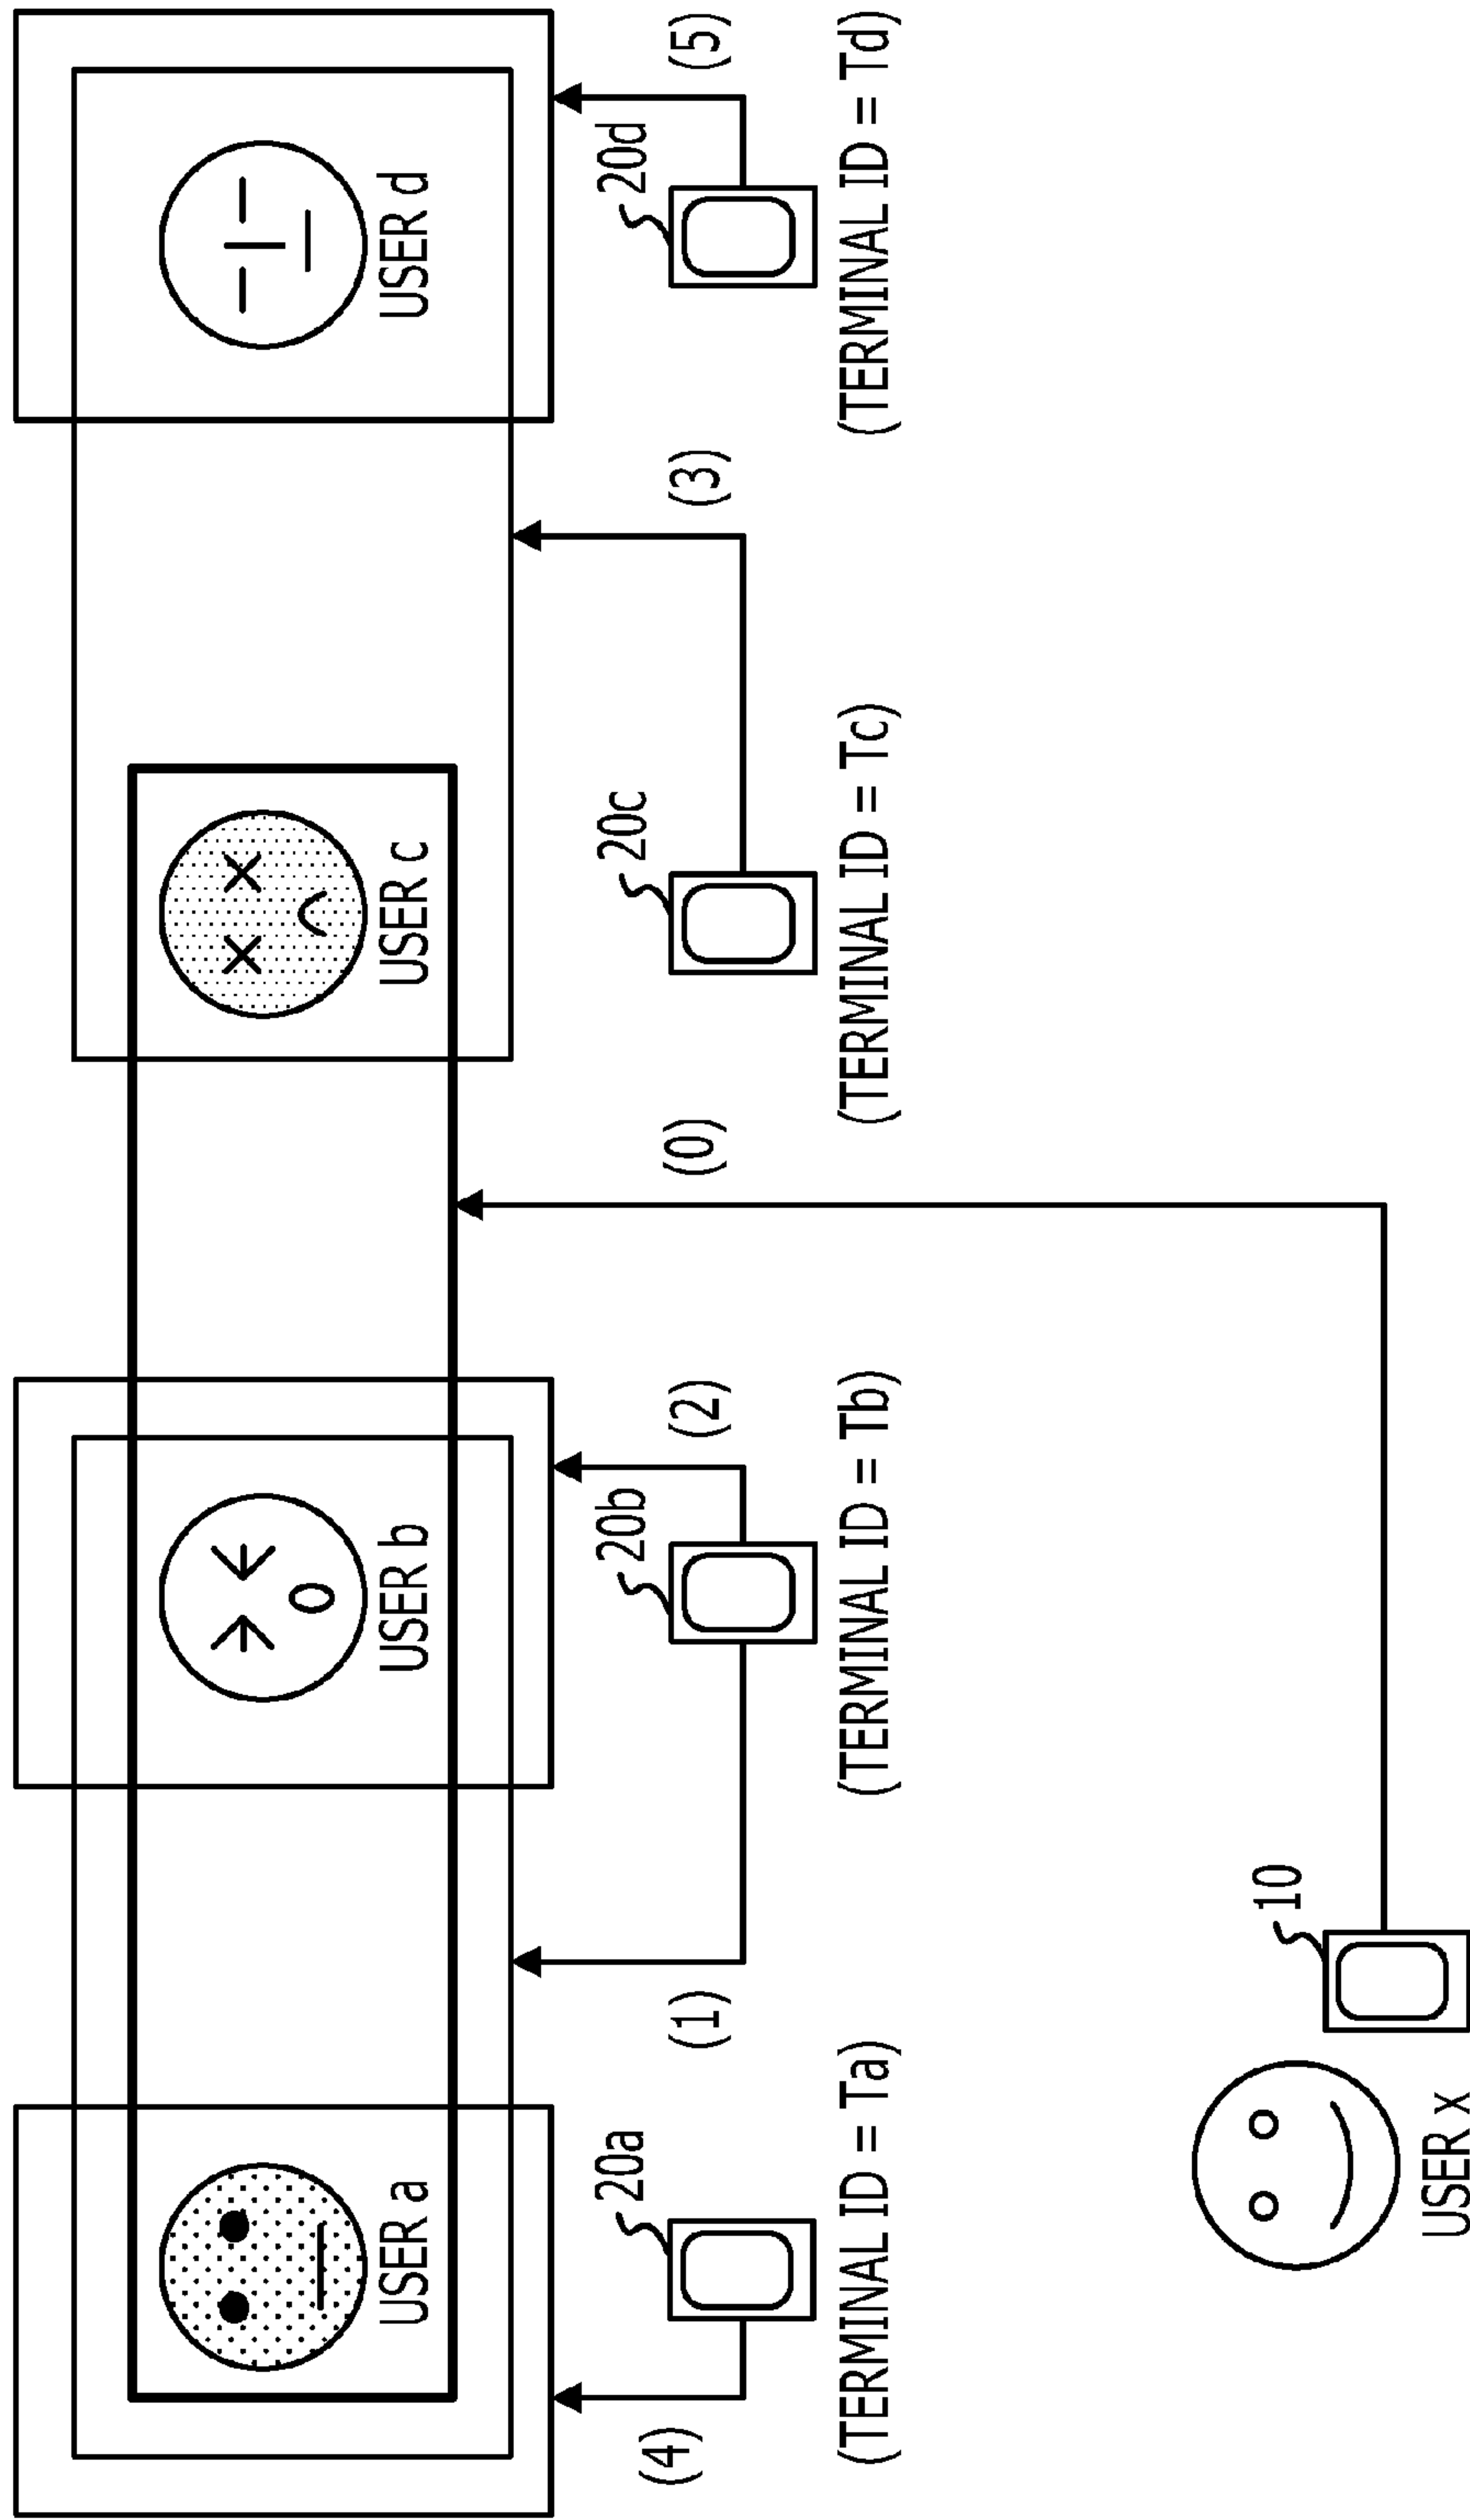 USER a
USER b
USER c
USER d
20a
20b
20c
20d
(4)
(1)
(2)
(0)
(3)
(5)
(TERMINAL ID = Ta)
(TERMINAL ID = Tb)
(TERMINAL ID = Tc)
(TERMINAL ID = Td)
10
USER x